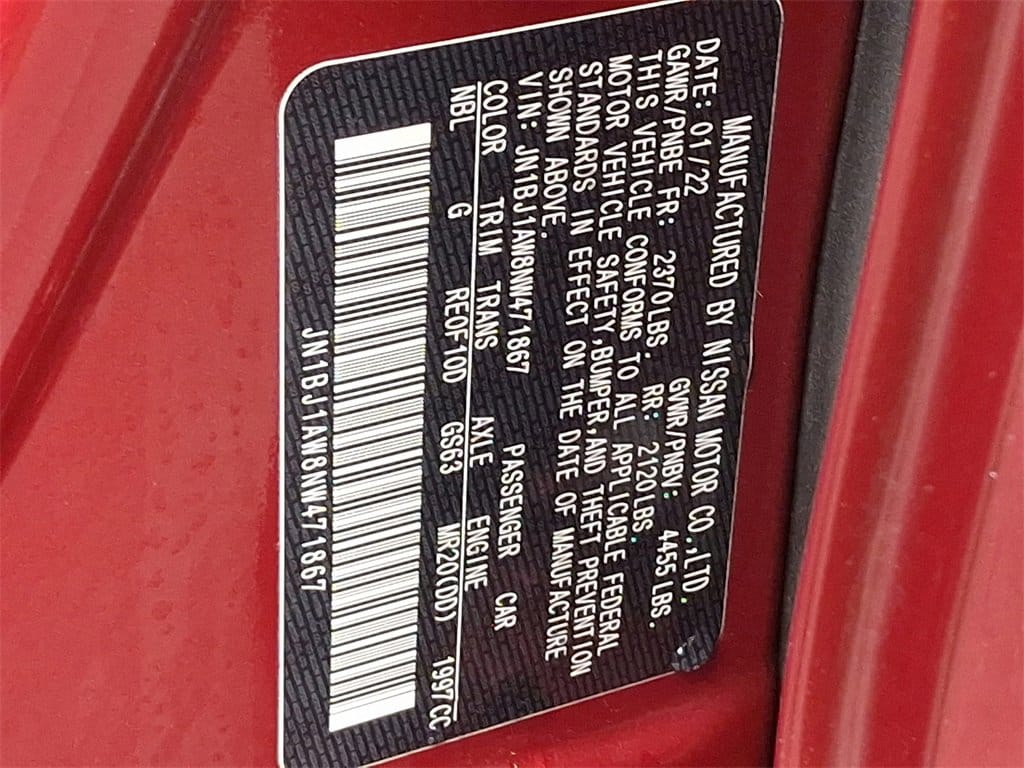 MANUFACTURED BY NISSAN MOTOR CO.,LTD.
DATE: 01/22 GVWR/PNBV: 4455LBS.
GAWR/PNBE FR: 2370LBS. RR: 2120LBS.
THIS VEHICLE CONFORMS TO ALL APPLICABLE FEDERAL
MOTOR VEHICLE SAFETY,BUMPER,AND THEFT PREVENTION
STANDARDS IN EFFECT ON THE DATE OF MANUFACTURE
SHOWN ABOVE.
VIN: JN1BJ1AW8NW471867 PASSENGER CAR
COLOR TRIM TRANS AXLE ENGINE
NBL G RE0F10D GS63 MR20(DD) 1997CC
JN1BJ1AW8NW471867